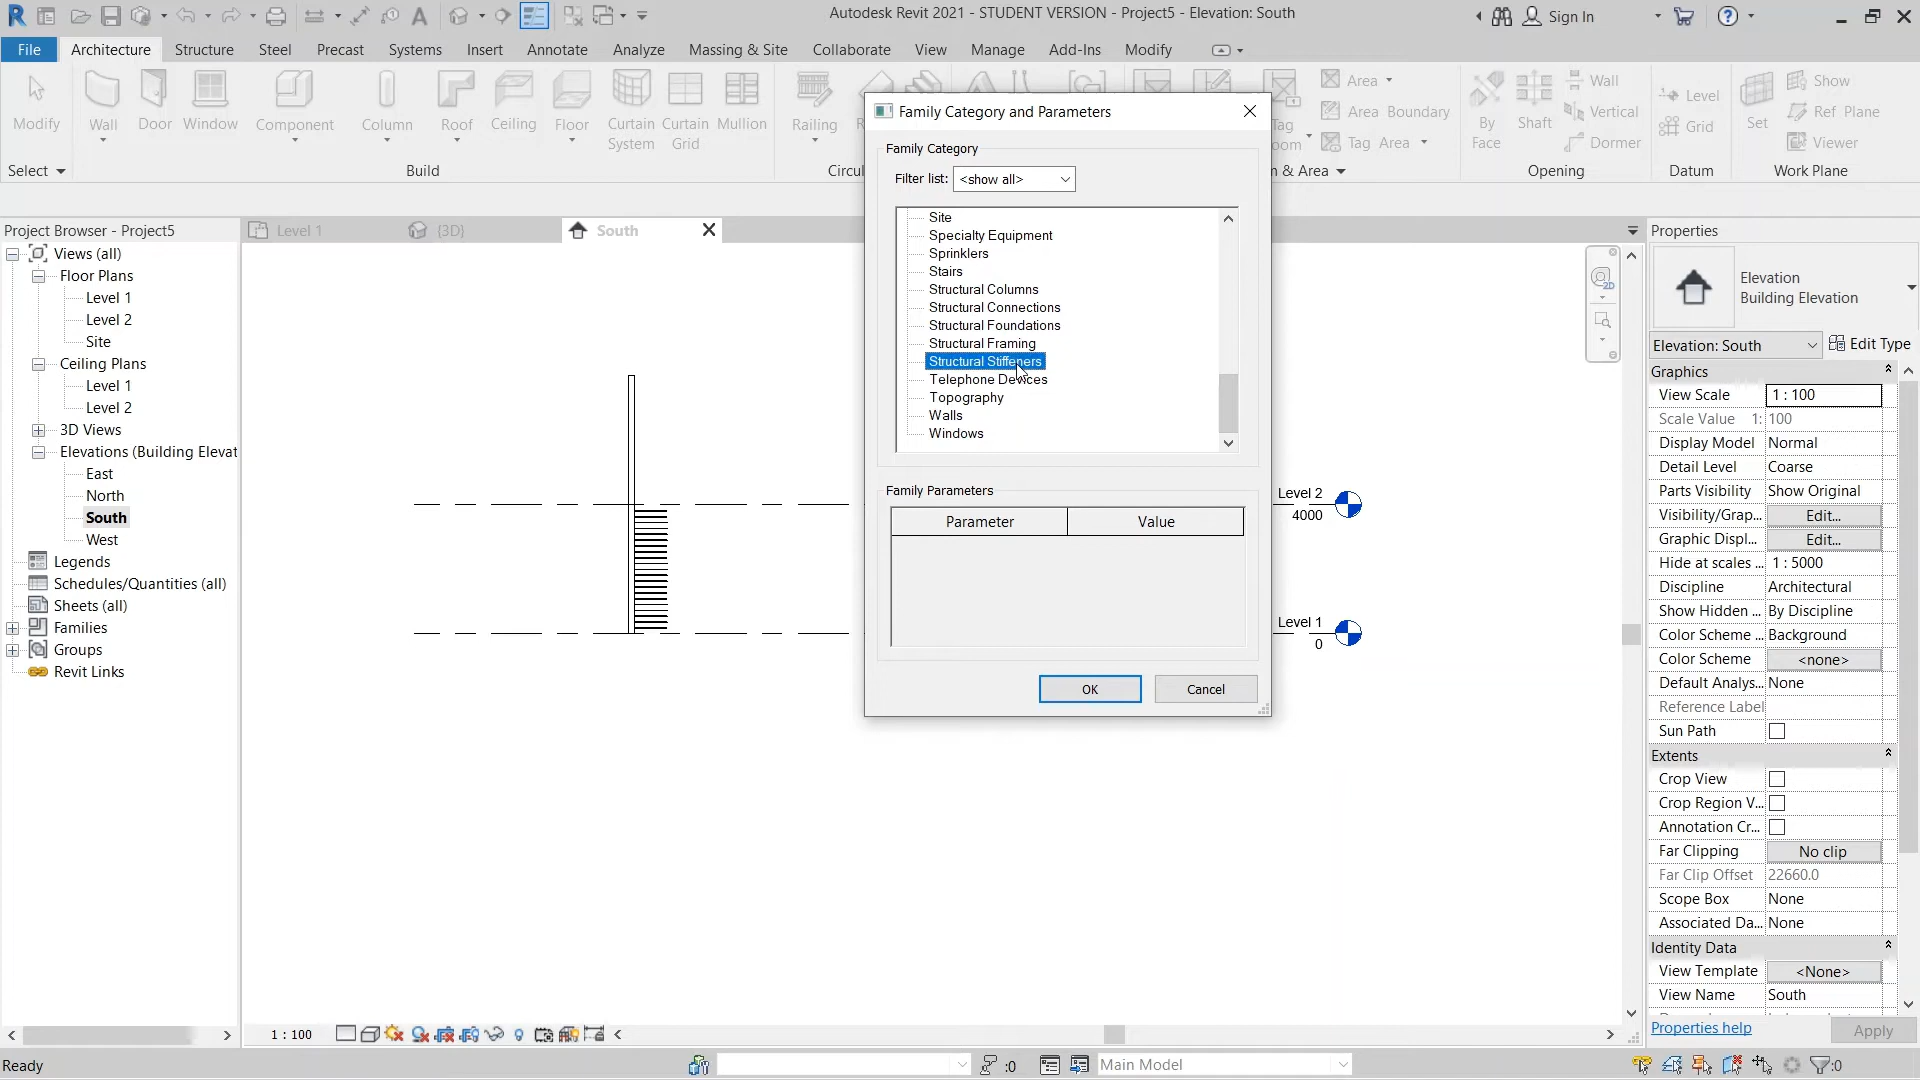 Autodesk Revit 2021 - STUDENT VERSION - Project5 - Elevation: South
Sign In
File Architecture Structure Steel Precast Systems Insert Annotate Analyze Massing & Site Collaborate View Manage Add-Ins Modify
Modify
Wall
Door
Window
Component
Column
Roof
Ceiling
Floor
Curtain System
Curtain Grid
Mullion
Railing
Tag
Area
Area Boundary
Tag Area
By Face
Shaft
Wall
Vertical
Dormer
Level
Grid
Set
Show
Ref Plane
Viewer
Select
Build
Circul
& Area
Opening
Datum
Work Plane
Project Browser - Project5
Views (all)
Floor Plans
Level 1
Level 2
Site
Ceiling Plans
Level 1
Level 2
3D Views
Elevations (Building Elevat
East
North
South
West
Legends
Schedules/Quantities (all)
Sheets (all)
Families
Groups
Revit Links
Level 1
{3D}
South
Family Category and Parameters
Family Category
Filter list: <show all>
Site
Specialty Equipment
Sprinklers
Stairs
Structural Columns
Structural Connections
Structural Foundations
Structural Framing
Structural Stiffeners
Telephone Devices
Topography
Walls
Windows
Family Parameters
Parameter Value
OK Cancel
Level 2
4000
Level 1
0
2D
Properties
Elevation
Building Elevation
Elevation: South Edit Type
Graphics
View Scale 1 : 100
Scale Value 1: 100
Display Model Normal
Detail Level Coarse
Parts Visibility Show Original
Visibility/Grap... Edit...
Graphic Displ... Edit...
Hide at scales ... 1 : 5000
Discipline Architectural
Show Hidden ... By Discipline
Color Scheme ... Background
Color Scheme <none>
Default Analys... None
Reference Label
Sun Path
Extents
Crop View
Crop Region V...
Annotation Cr...
Far Clipping No clip
Far Clip Offset 22660.0
Scope Box None
Associated Da... None
Identity Data
View Template <None>
View Name South
Properties help Apply
1 : 100
Ready
:0
Main Model
:0